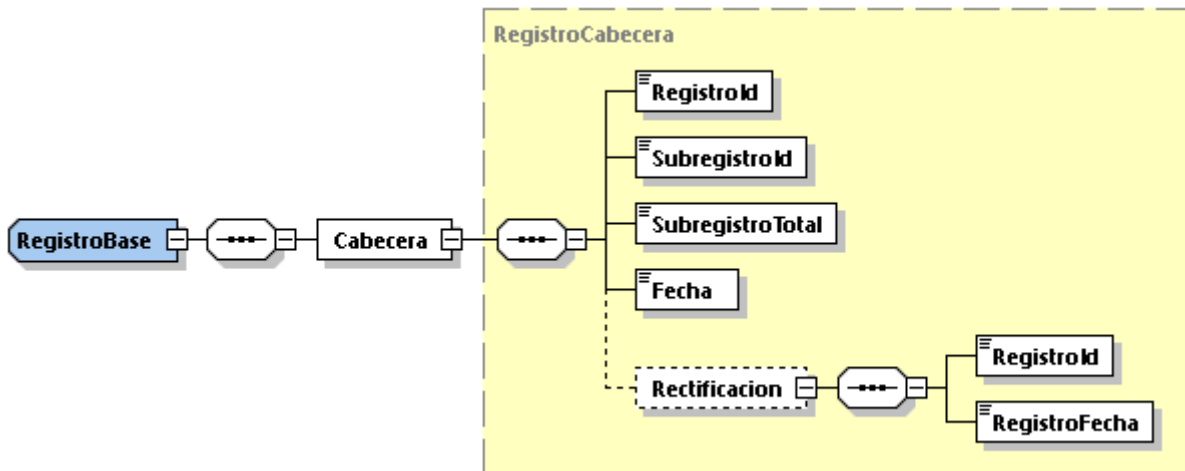 RegistroCabecera
RegistroId
SubregistroId
SubregistroTotal
RegistroBase
Cabecera
Fecha
Rectificacion
RegistroId
RegistroFecha